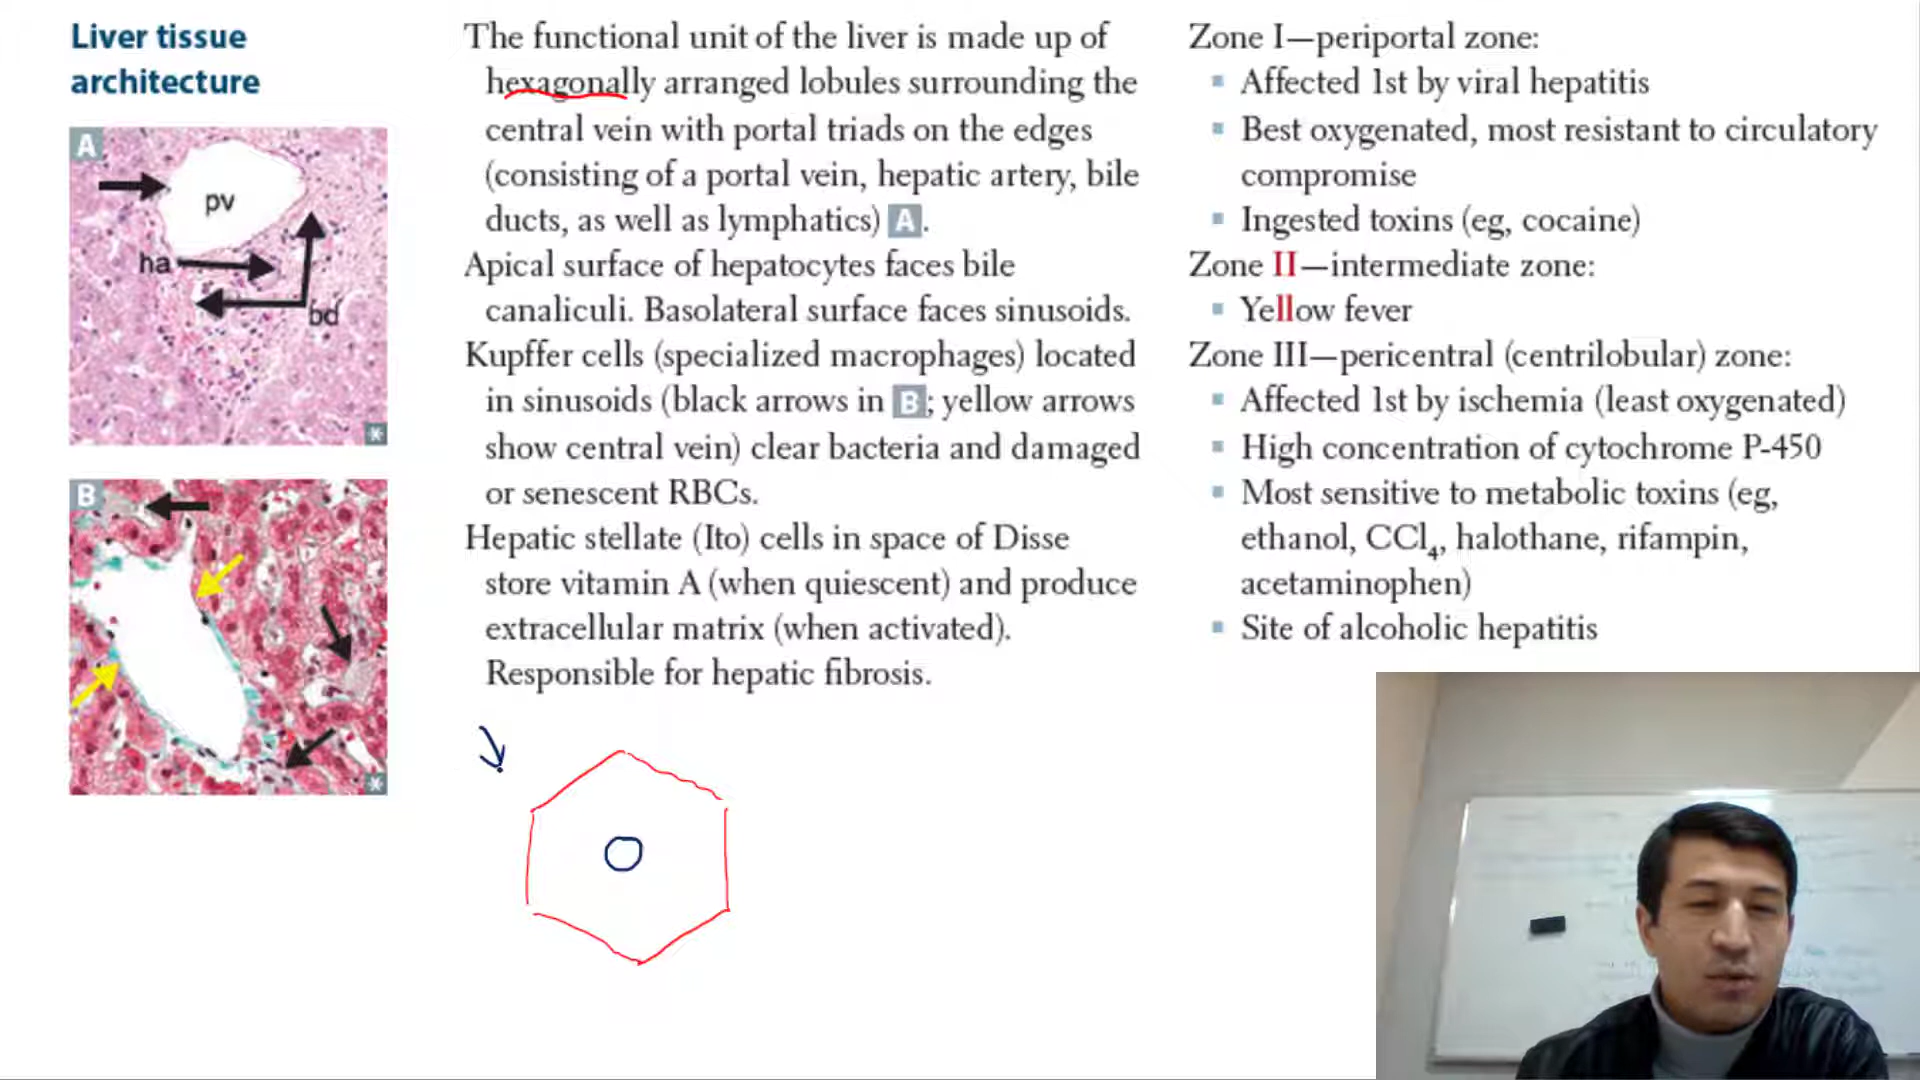 Liver tissue
architecture
A
pv
ha
bd
B
The functional unit of the liver is made up of
hexagonally arranged lobules surrounding the
central vein with portal triads on the edges
(consisting of a portal vein, hepatic artery, bile
ducts, as well as lymphatics) A.
Apical surface of hepatocytes faces bile
canaliculi. Basolateral surface faces sinusoids.
Kupffer cells (specialized macrophages) located
in sinusoids (black arrows in B; yellow arrows
show central vein) clear bacteria and damaged
or senescent RBCs.
Hepatic stellate (Ito) cells in space of Disse
store vitamin A (when quiescent) and produce
extracellular matrix (when activated).
Responsible for hepatic fibrosis.
Zone I—periportal zone:
▪ Affected 1st by viral hepatitis
▪ Best oxygenated, most resistant to circulatory
compromise
▪ Ingested toxins (eg, cocaine)
Zone II—intermediate zone:
▪ Yellow fever
Zone III—pericentral (centrilobular) zone:
▪ Affected 1st by ischemia (least oxygenated)
▪ High concentration of cytochrome P-450
▪ Most sensitive to metabolic toxins (eg,
ethanol, CCl₄, halothane, rifampin,
acetaminophen)
▪ Site of alcoholic hepatitis